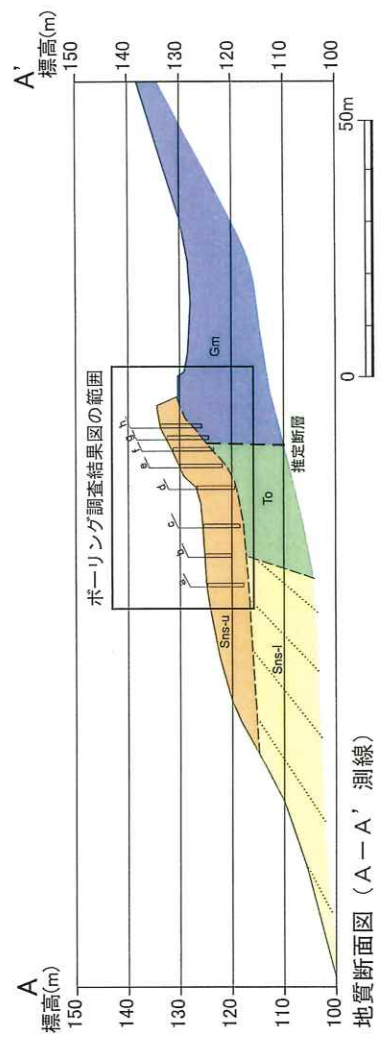 A
標高(m)
150
140
130
120
110
100
A'
標高(m)
150
140
130
120
110
100
ボーリング調査結果図の範囲
a
b
c
d
e
f
g
h
Sns-u
Sns-l
To
Gm
推定断層
0
50m
地質断面図(A-A' 測線)